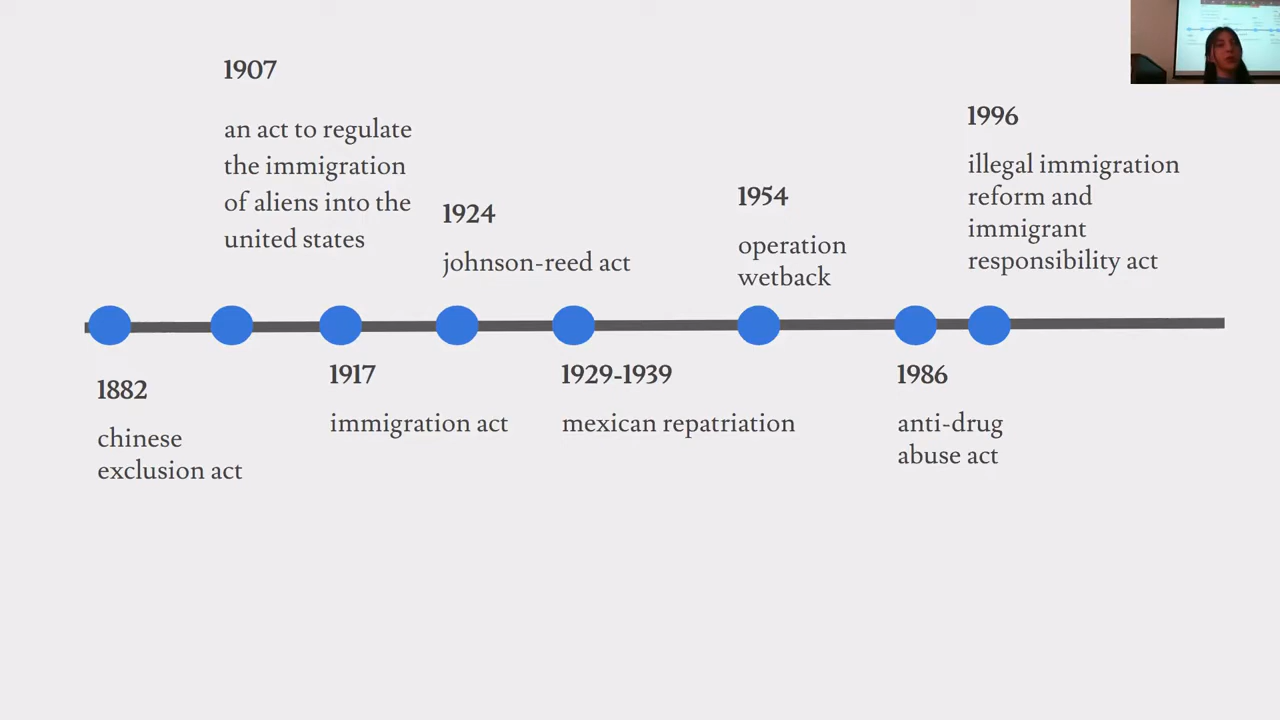 1907
an act to regulate
the immigration
of aliens into the
united states
1924
johnson-reed act
1954
operation
wetback
1996
illegal immigration
reform and
immigrant
responsibility act
1882
chinese
exclusion act
1917
immigration act
1929-1939
mexican repatriation
1986
anti-drug
abuse act